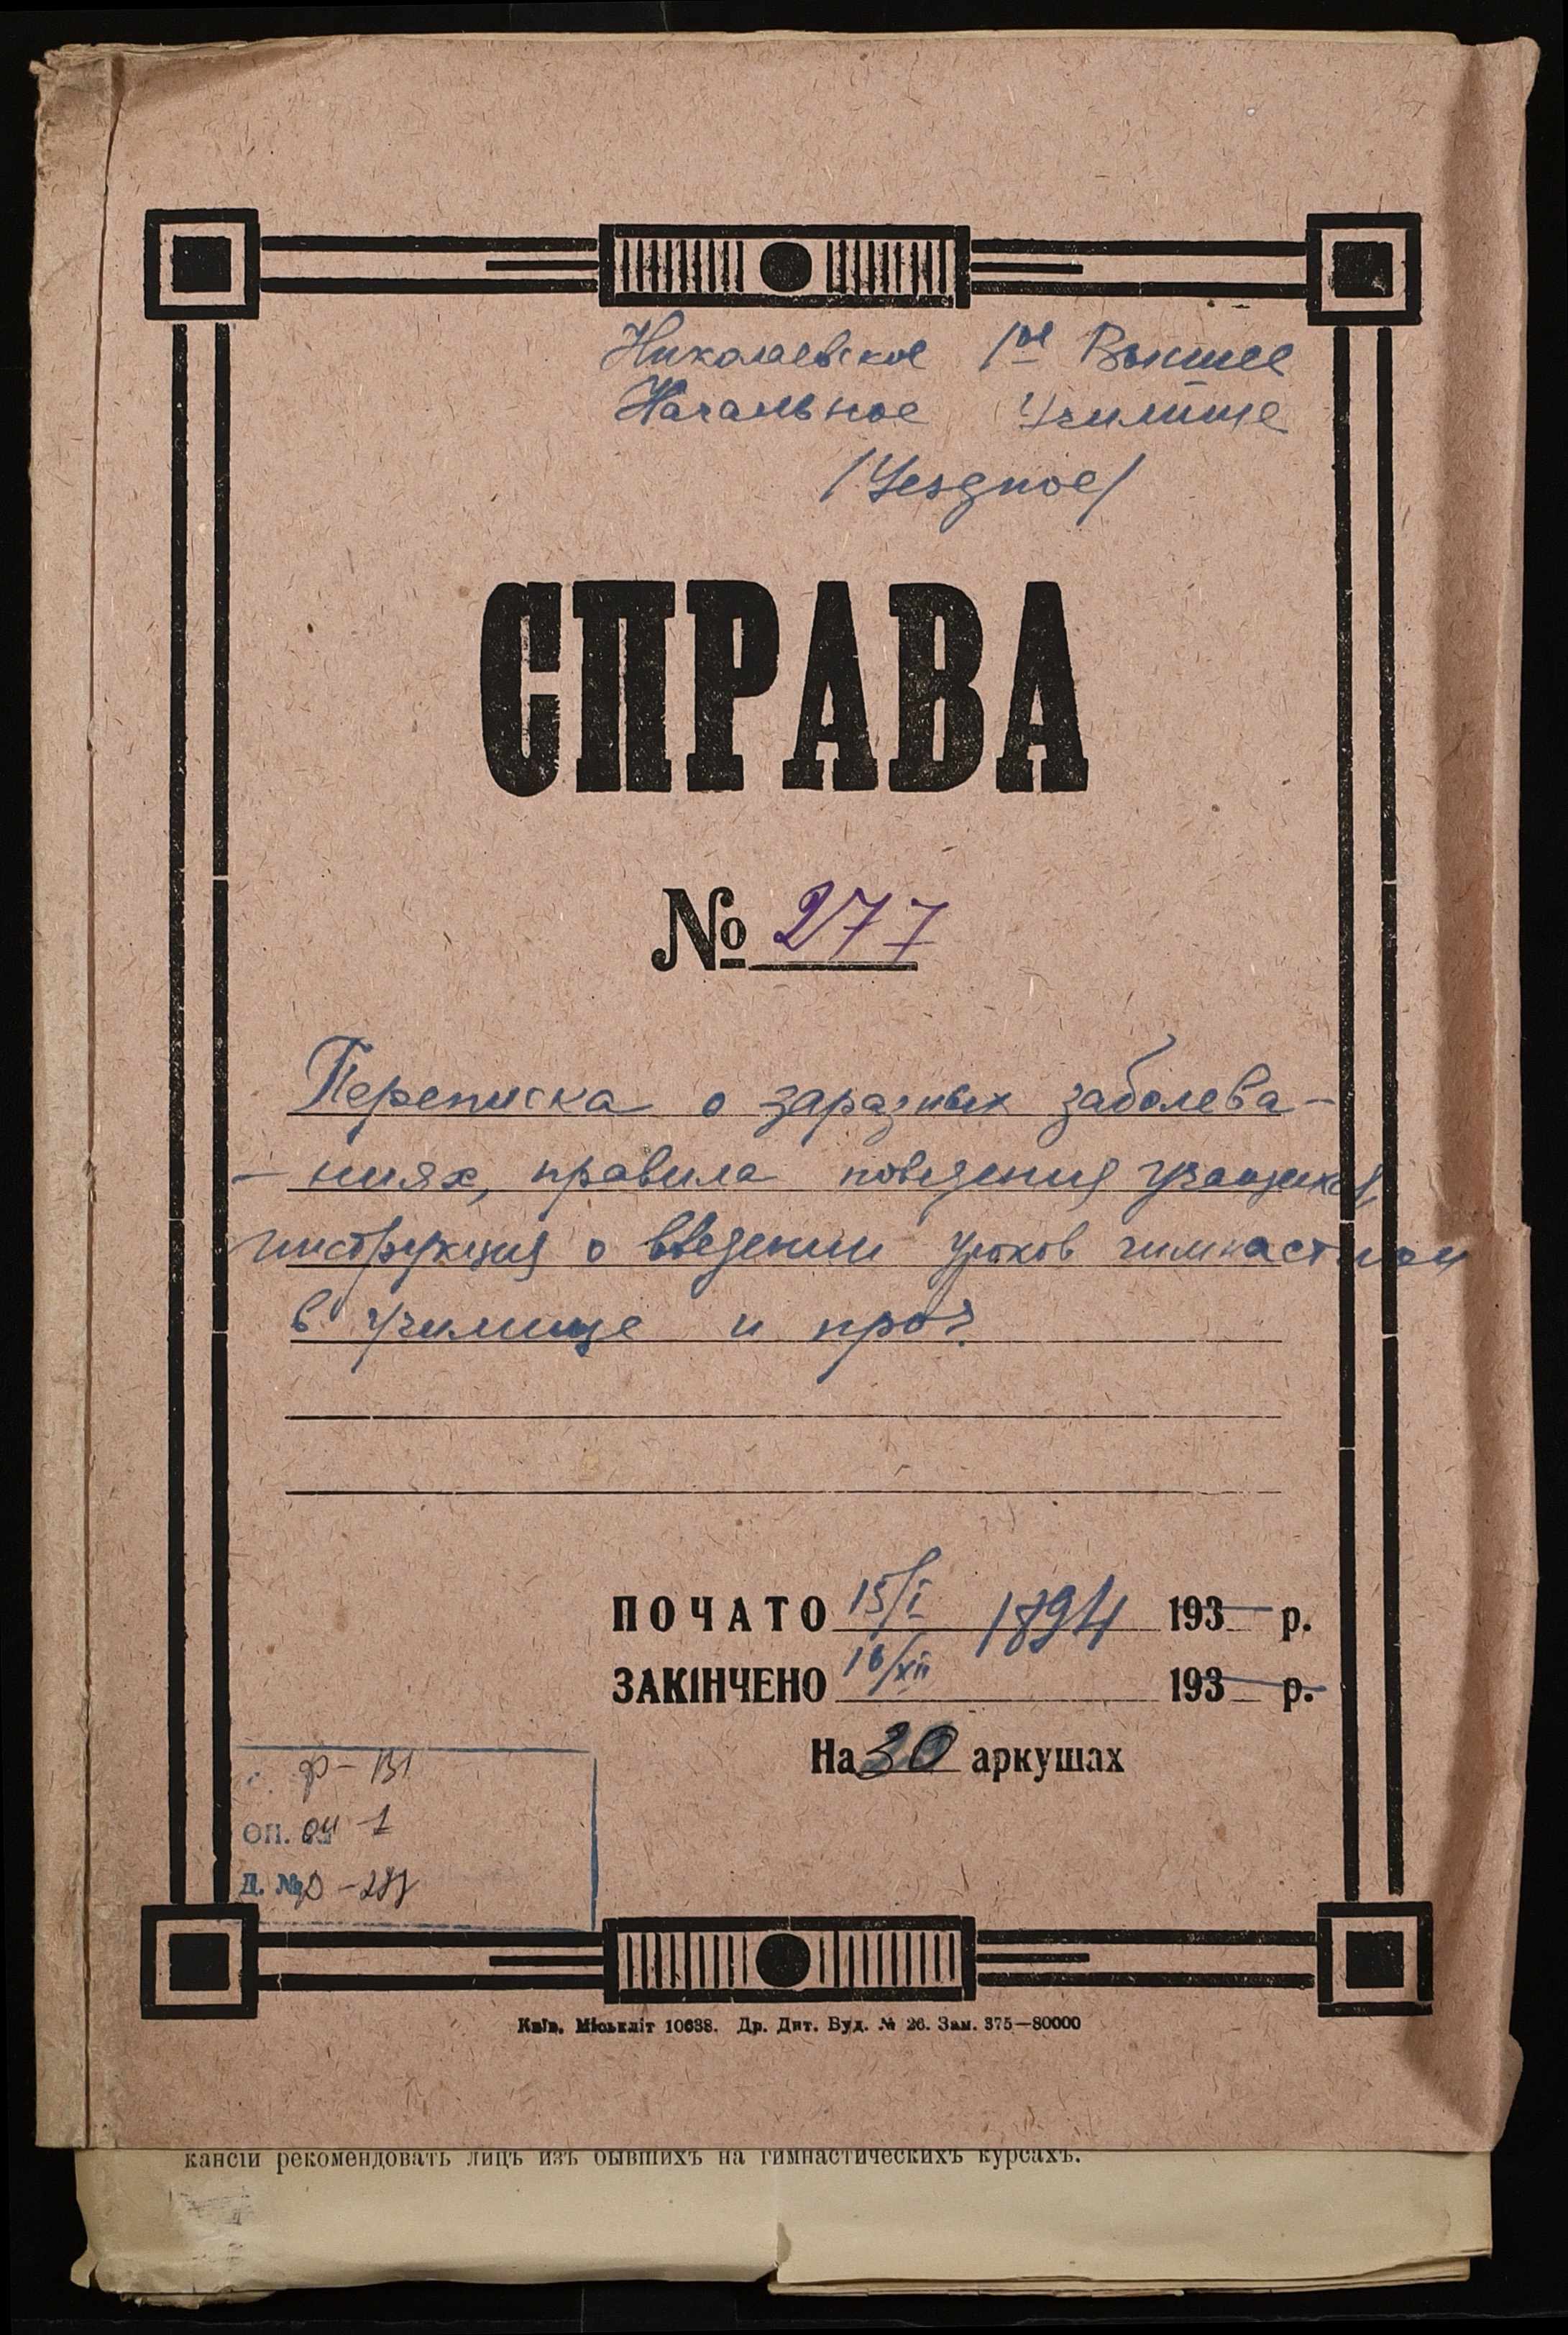 Николаевское 1ое Высшее
Начальное Училище
/Уездное/
СПРАВА
№ 277
Переписка о заразных заболева-
- ниях, правила поведения учащихся,
инструкция о введении уроков гимнастики
в училище и проч.
ПОЧАТО 15/I 1894 193 р.
ЗАКІНЧЕНО 16/XII 193 р.
На 30 аркушах
Ф-131
ОП. 1
Д. № 277
Київ. Міськліт 10638. Др. Дит. Вуд. № 26. Зам. 375—80000
кансіи рекомендовать лицъ изъ бывшихъ на гимнастическихъ курсахъ.